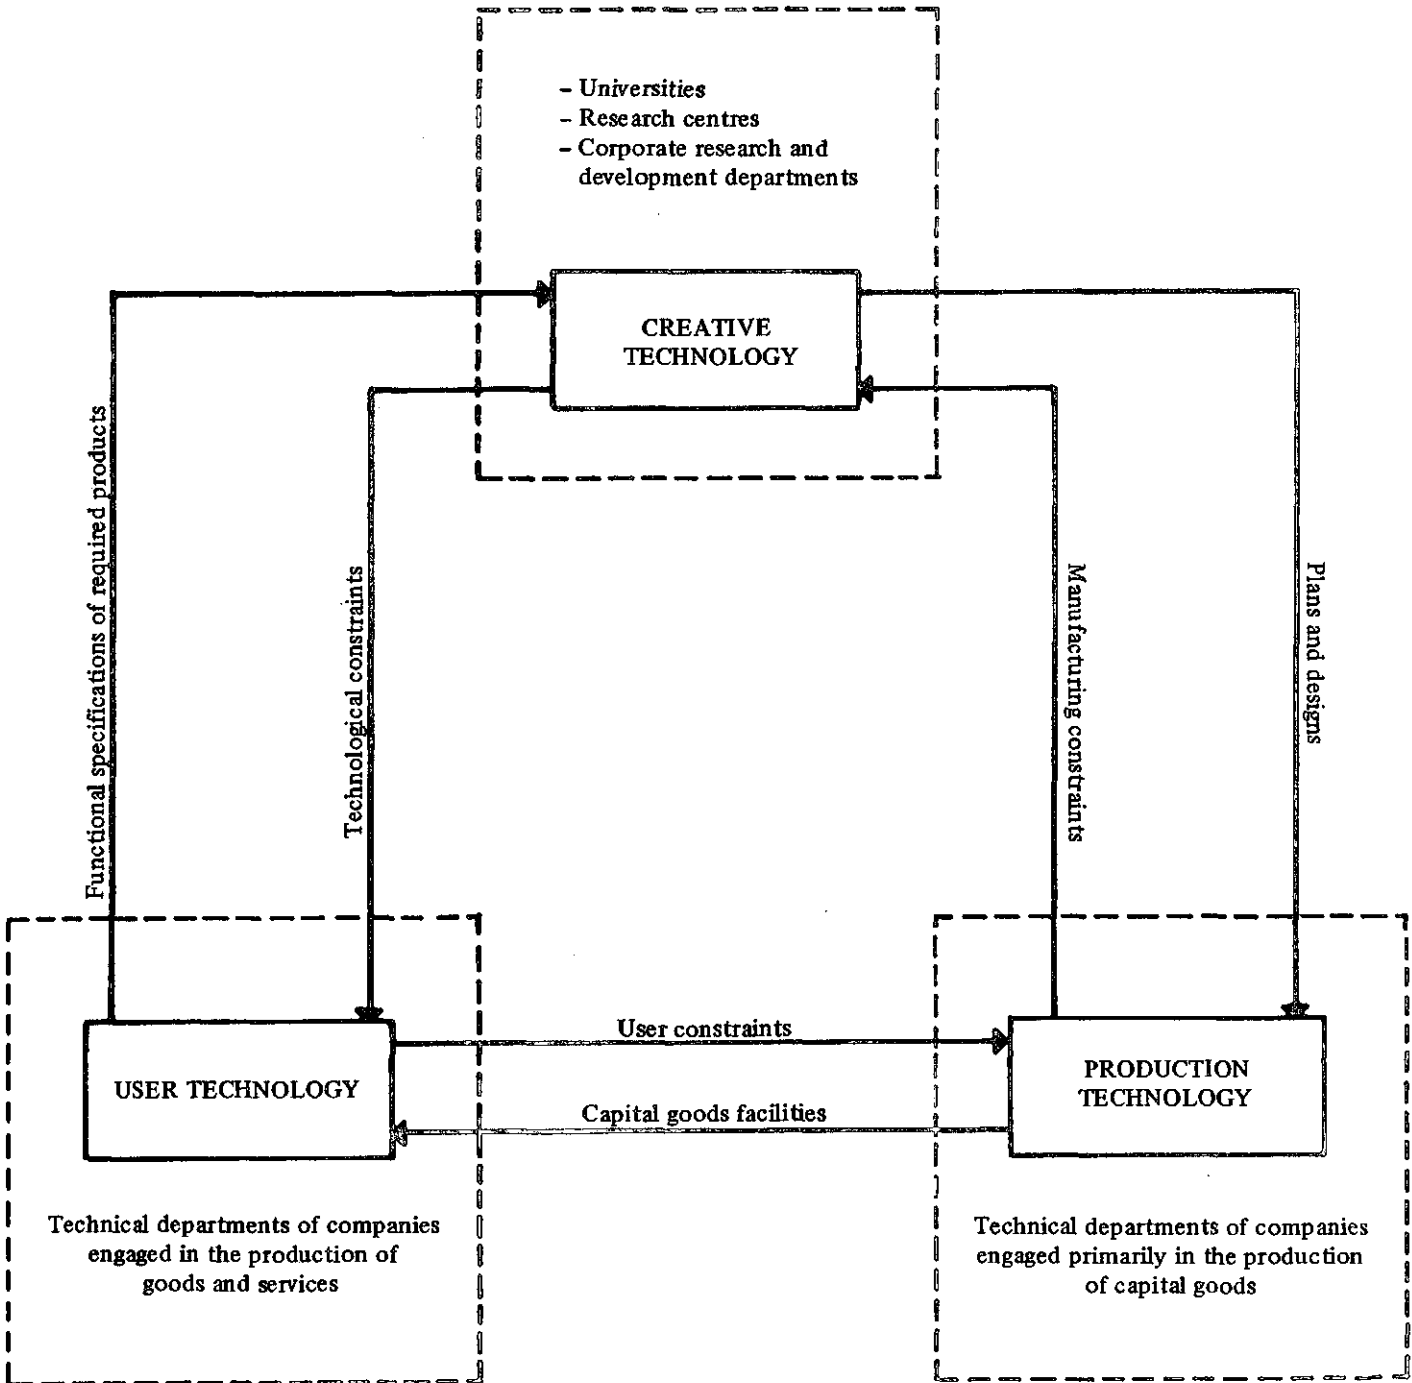 – Universities
– Research centres
– Corporate research and
development departments
CREATIVE
TECHNOLOGY
Functional specifications of required products
Technological constraints
Manufacturing constraints
Plans and designs
User constraints
USER TECHNOLOGY
PRODUCTION
TECHNOLOGY
Capital goods facilities
Technical departments of companies
engaged in the production of
goods and services
Technical departments of companies
engaged primarily in the production
of capital goods